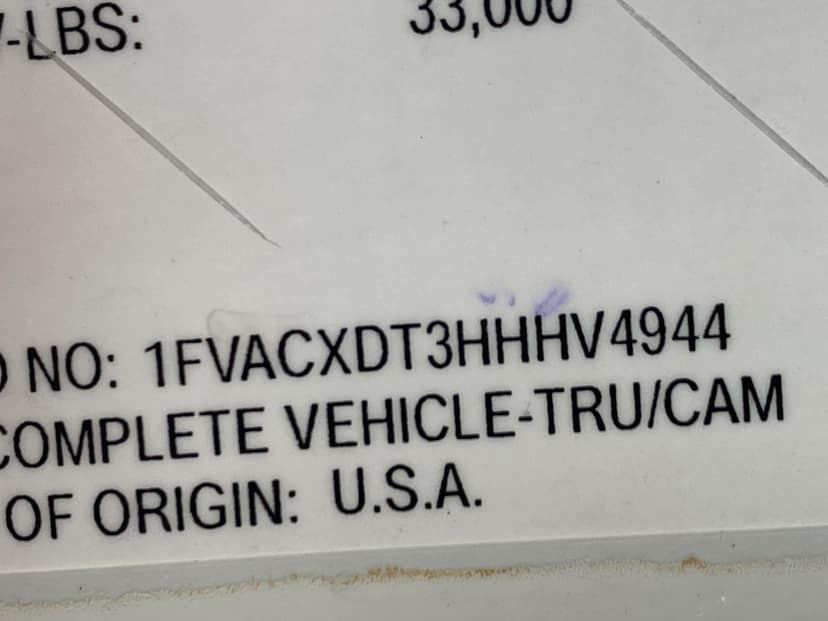 -LBS: 33,000
NO: 1FVACXDT3HHHV4944
COMPLETE VEHICLE-TRU/CAM
OF ORIGIN: U.S.A.